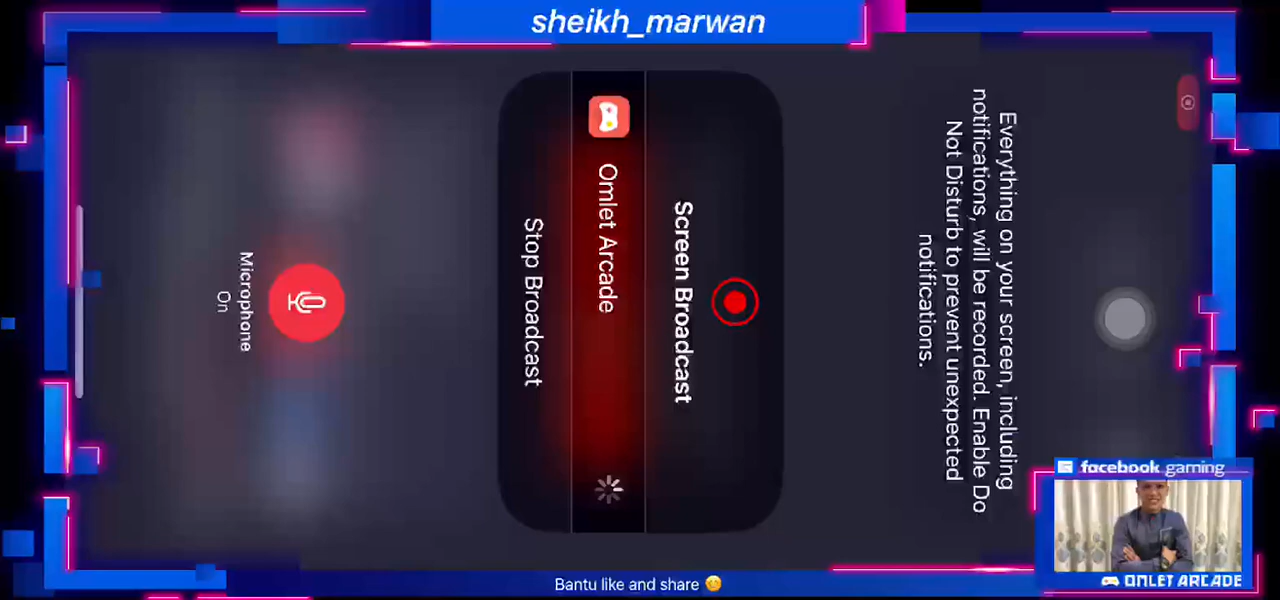 sheikh_marwan
Everything on your screen, including
notifications, will be recorded. Enable Do
Not Disturb to prevent unexpected
notifications.
Screen Broadcast
Omlet Arcade
Stop Broadcast
Microphone
On
facebook gaming
OMLET ARCADE
Bantu like and share 😊